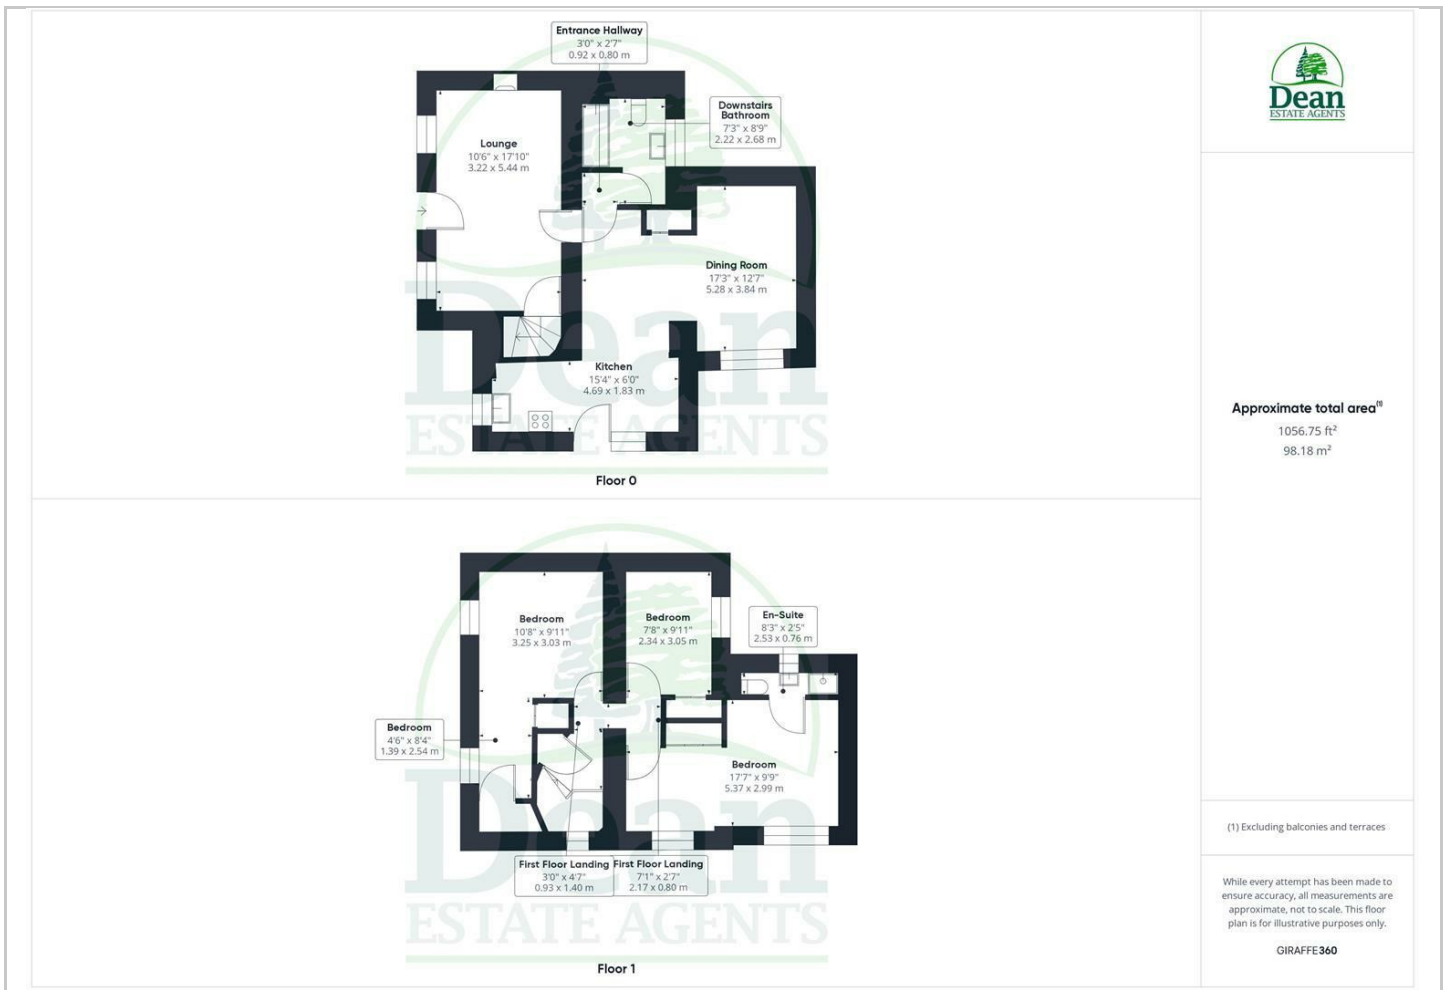 Entrance Hallway
3'0" x 2'7"
0.92 x 0.80 m
Downstairs
Bathroom
7'3" x 8'9"
2.22 x 2.68 m
Lounge
10'6" x 17'10"
3.22 x 5.44 m
Dining Room
17'3" x 12'7"
5.28 x 3.84 m
Kitchen
15'4" x 6'0"
4.69 x 1.83 m
Dean
ESTATE AGENTS
Floor 0
Bedroom
10'8" x 9'11"
3.25 x 3.03 m
Bedroom
7'8" x 9'11"
2.34 x 3.05 m
En-Suite
8'3" x 2'5"
2.53 x 0.76 m
Bedroom
4'6" x 8'4"
1.39 x 2.54 m
Bedroom
17'7" x 9'9"
5.37 x 2.99 m
First Floor Landing
3'0" x 4'7"
0.93 x 1.40 m
First Floor Landing
7'1" x 2'7"
2.17 x 0.80 m
Dean
ESTATE AGENTS
Floor 1
Dean
ESTATE AGENTS
Approximate total area(1)
1056.75 ft²
98.18 m²
(1) Excluding balconies and terraces
While every attempt has been made to
ensure accuracy, all measurements are
approximate, not to scale. This floor
plan is for illustrative purposes only.
GIRAFFE360